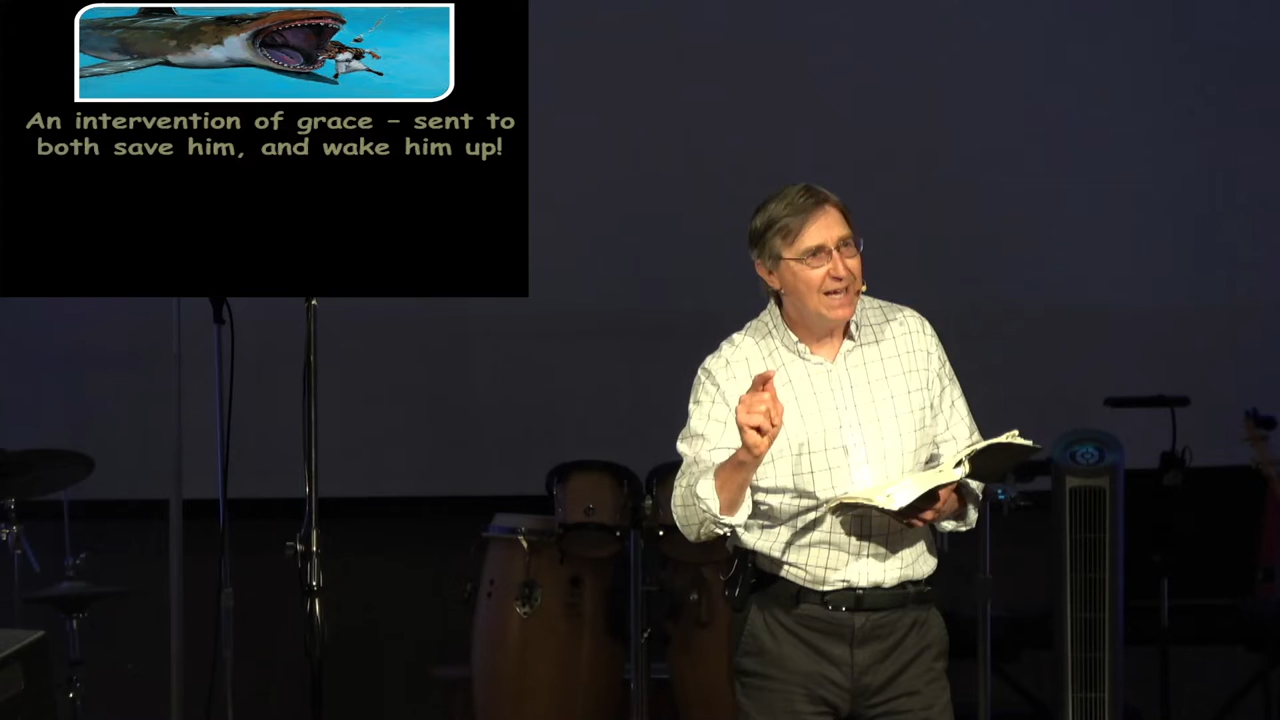 An intervention of grace – sent to
both save him, and wake him up!